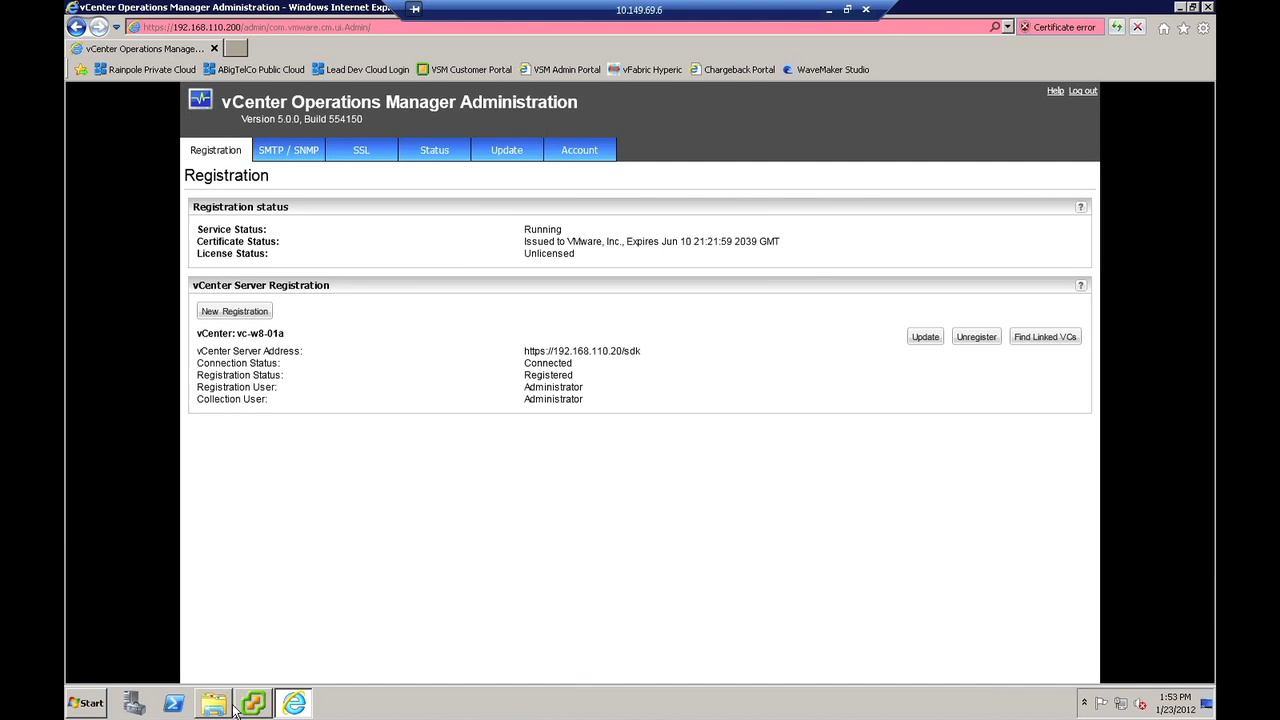 vCenter Operations Manager Administration - Windows Internet Exp
10.149.69.6
https://192.168.110.200/admin/com.vmware.cm.ui.Admin/
Certificate error
vCenter Operations Manage...
Rainpole Private Cloud
ABigTelCo Public Cloud
Lead Dev Cloud Login
VSM Customer Portal
VSM Admin Portal
vFabric Hyperic
Chargeback Portal
WaveMaker Studio
vCenter Operations Manager Administration
Version 5.0.0, Build 554150
Help Log out
Registration SMTP / SNMP SSL Status Update Account
Registration
Registration status ?
Service Status: Running
Certificate Status: Issued to VMware, Inc., Expires Jun 10 21:21:59 2039 GMT
License Status: Unlicensed
vCenter Server Registration ?
New Registration
vCenter: vc-w8-01a
Update Unregister Find Linked VCs
vCenter Server Address: https://192.168.110.20/sdk
Connection Status: Connected
Registration Status: Registered
Registration User: Administrator
Collection User: Administrator
Start
1:53 PM
1/23/2012